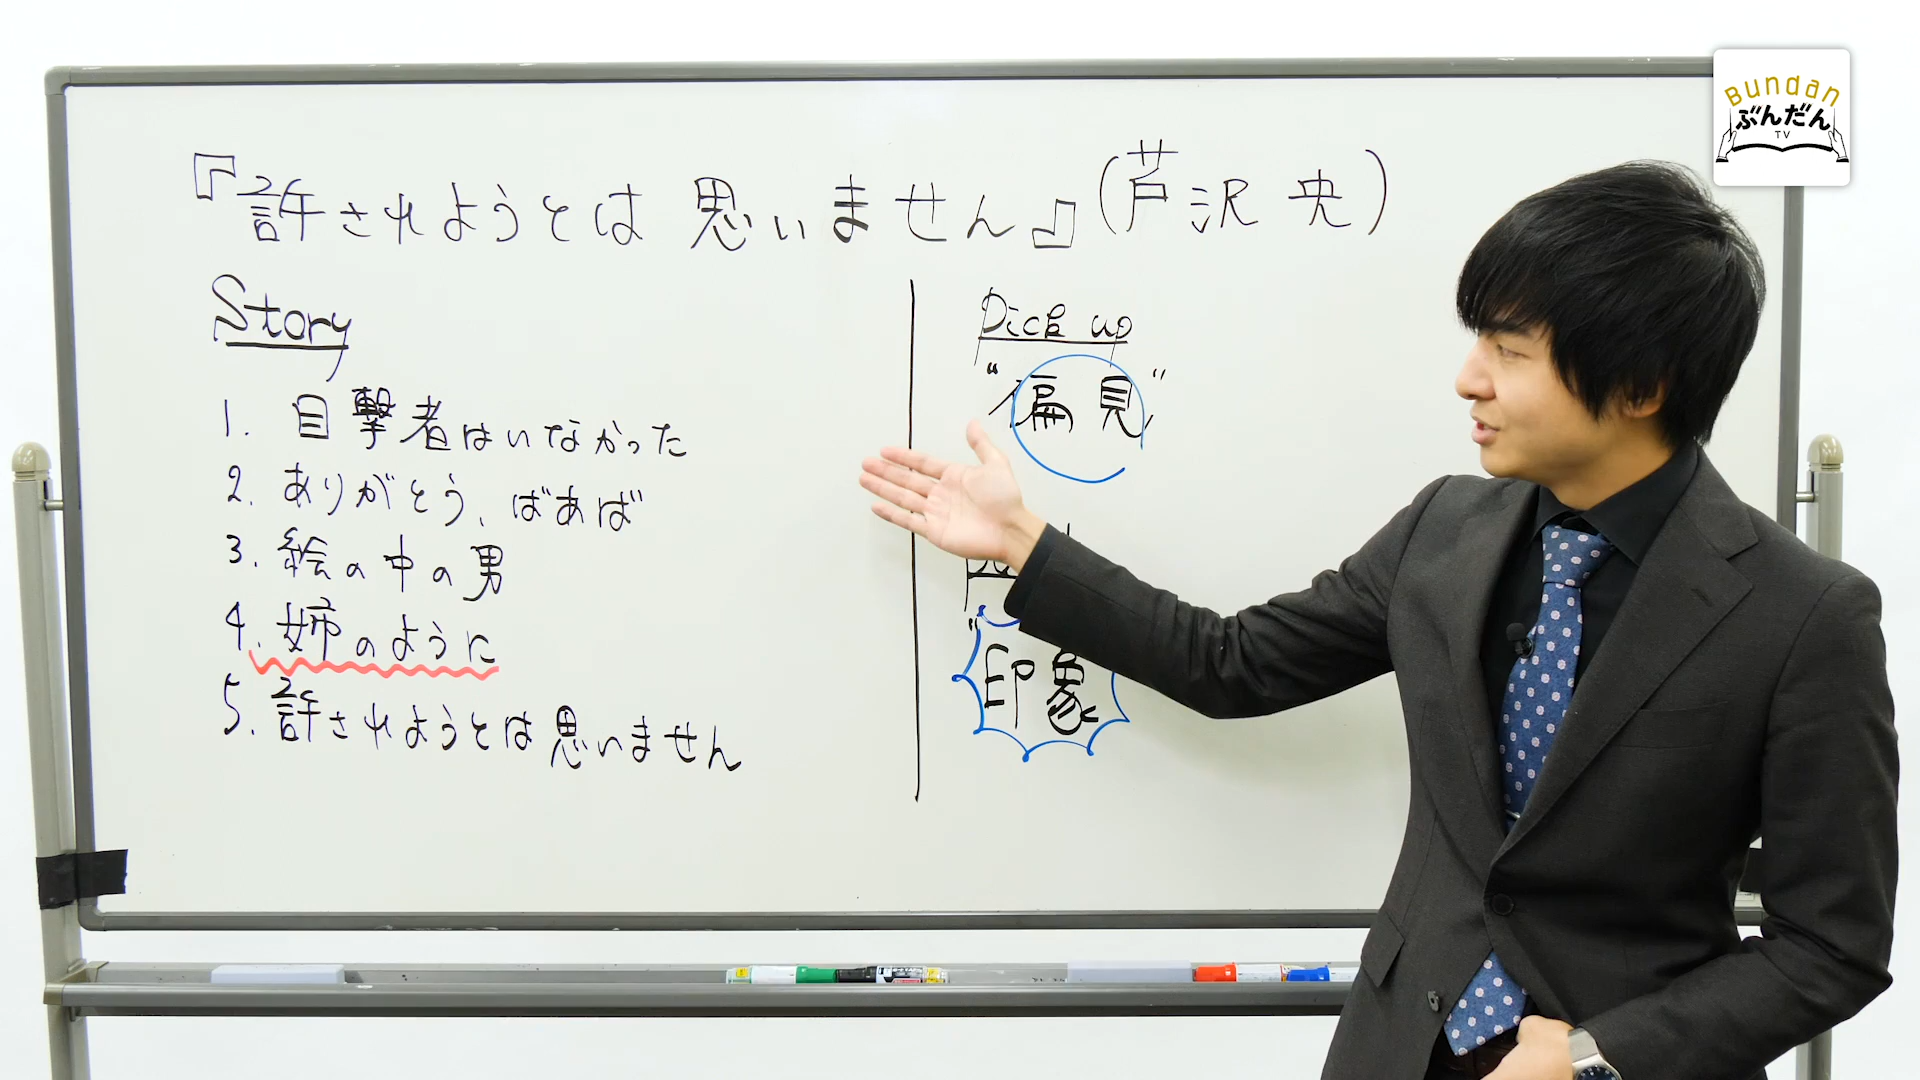 『許されようとは思いません』(芦沢 央)
Story
1. 目撃者はいなかった
2. ありがとう、ばあば
3. 絵の中の男
4. 姉のように
5. 許されようとは思いません
Pick up
"偏見"
"印象
Bundan
ぶんだん
TV